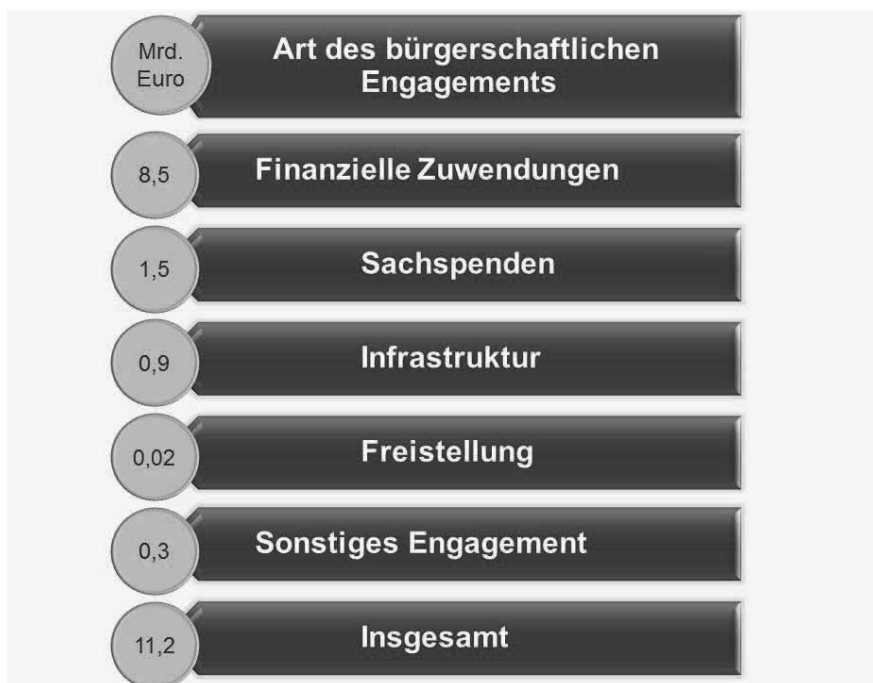 Mrd.
Euro
Art des bürgerschaftlichen
Engagements
8,5
Finanzielle Zuwendungen
1,5
Sachspenden
0,9
Infrastruktur
0,02
Freistellung
0,3
Sonstiges Engagement
11,2
Insgesamt